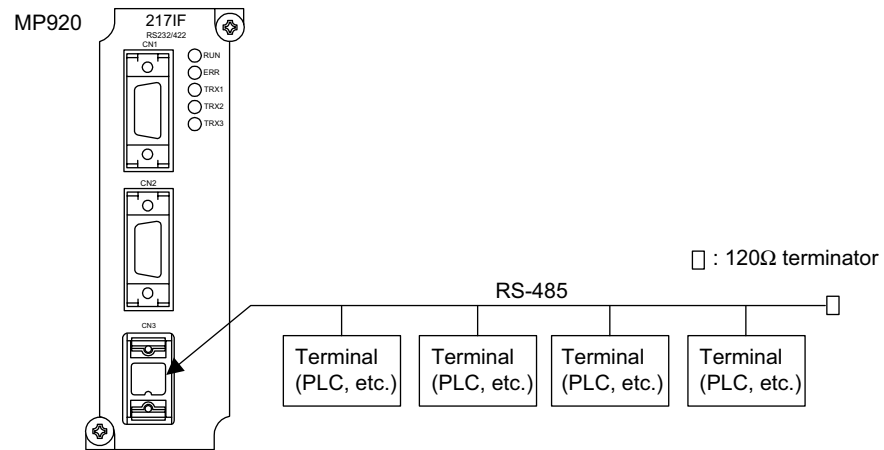 MP920
217IF
RS232/422
CN1
RUN
ERR
TRX1
TRX2
TRX3
CN2
: 120Ω terminator
RS-485
CN3
Terminal
(PLC, etc.)
Terminal
(PLC, etc.)
Terminal
(PLC, etc.)
Terminal
(PLC, etc.)